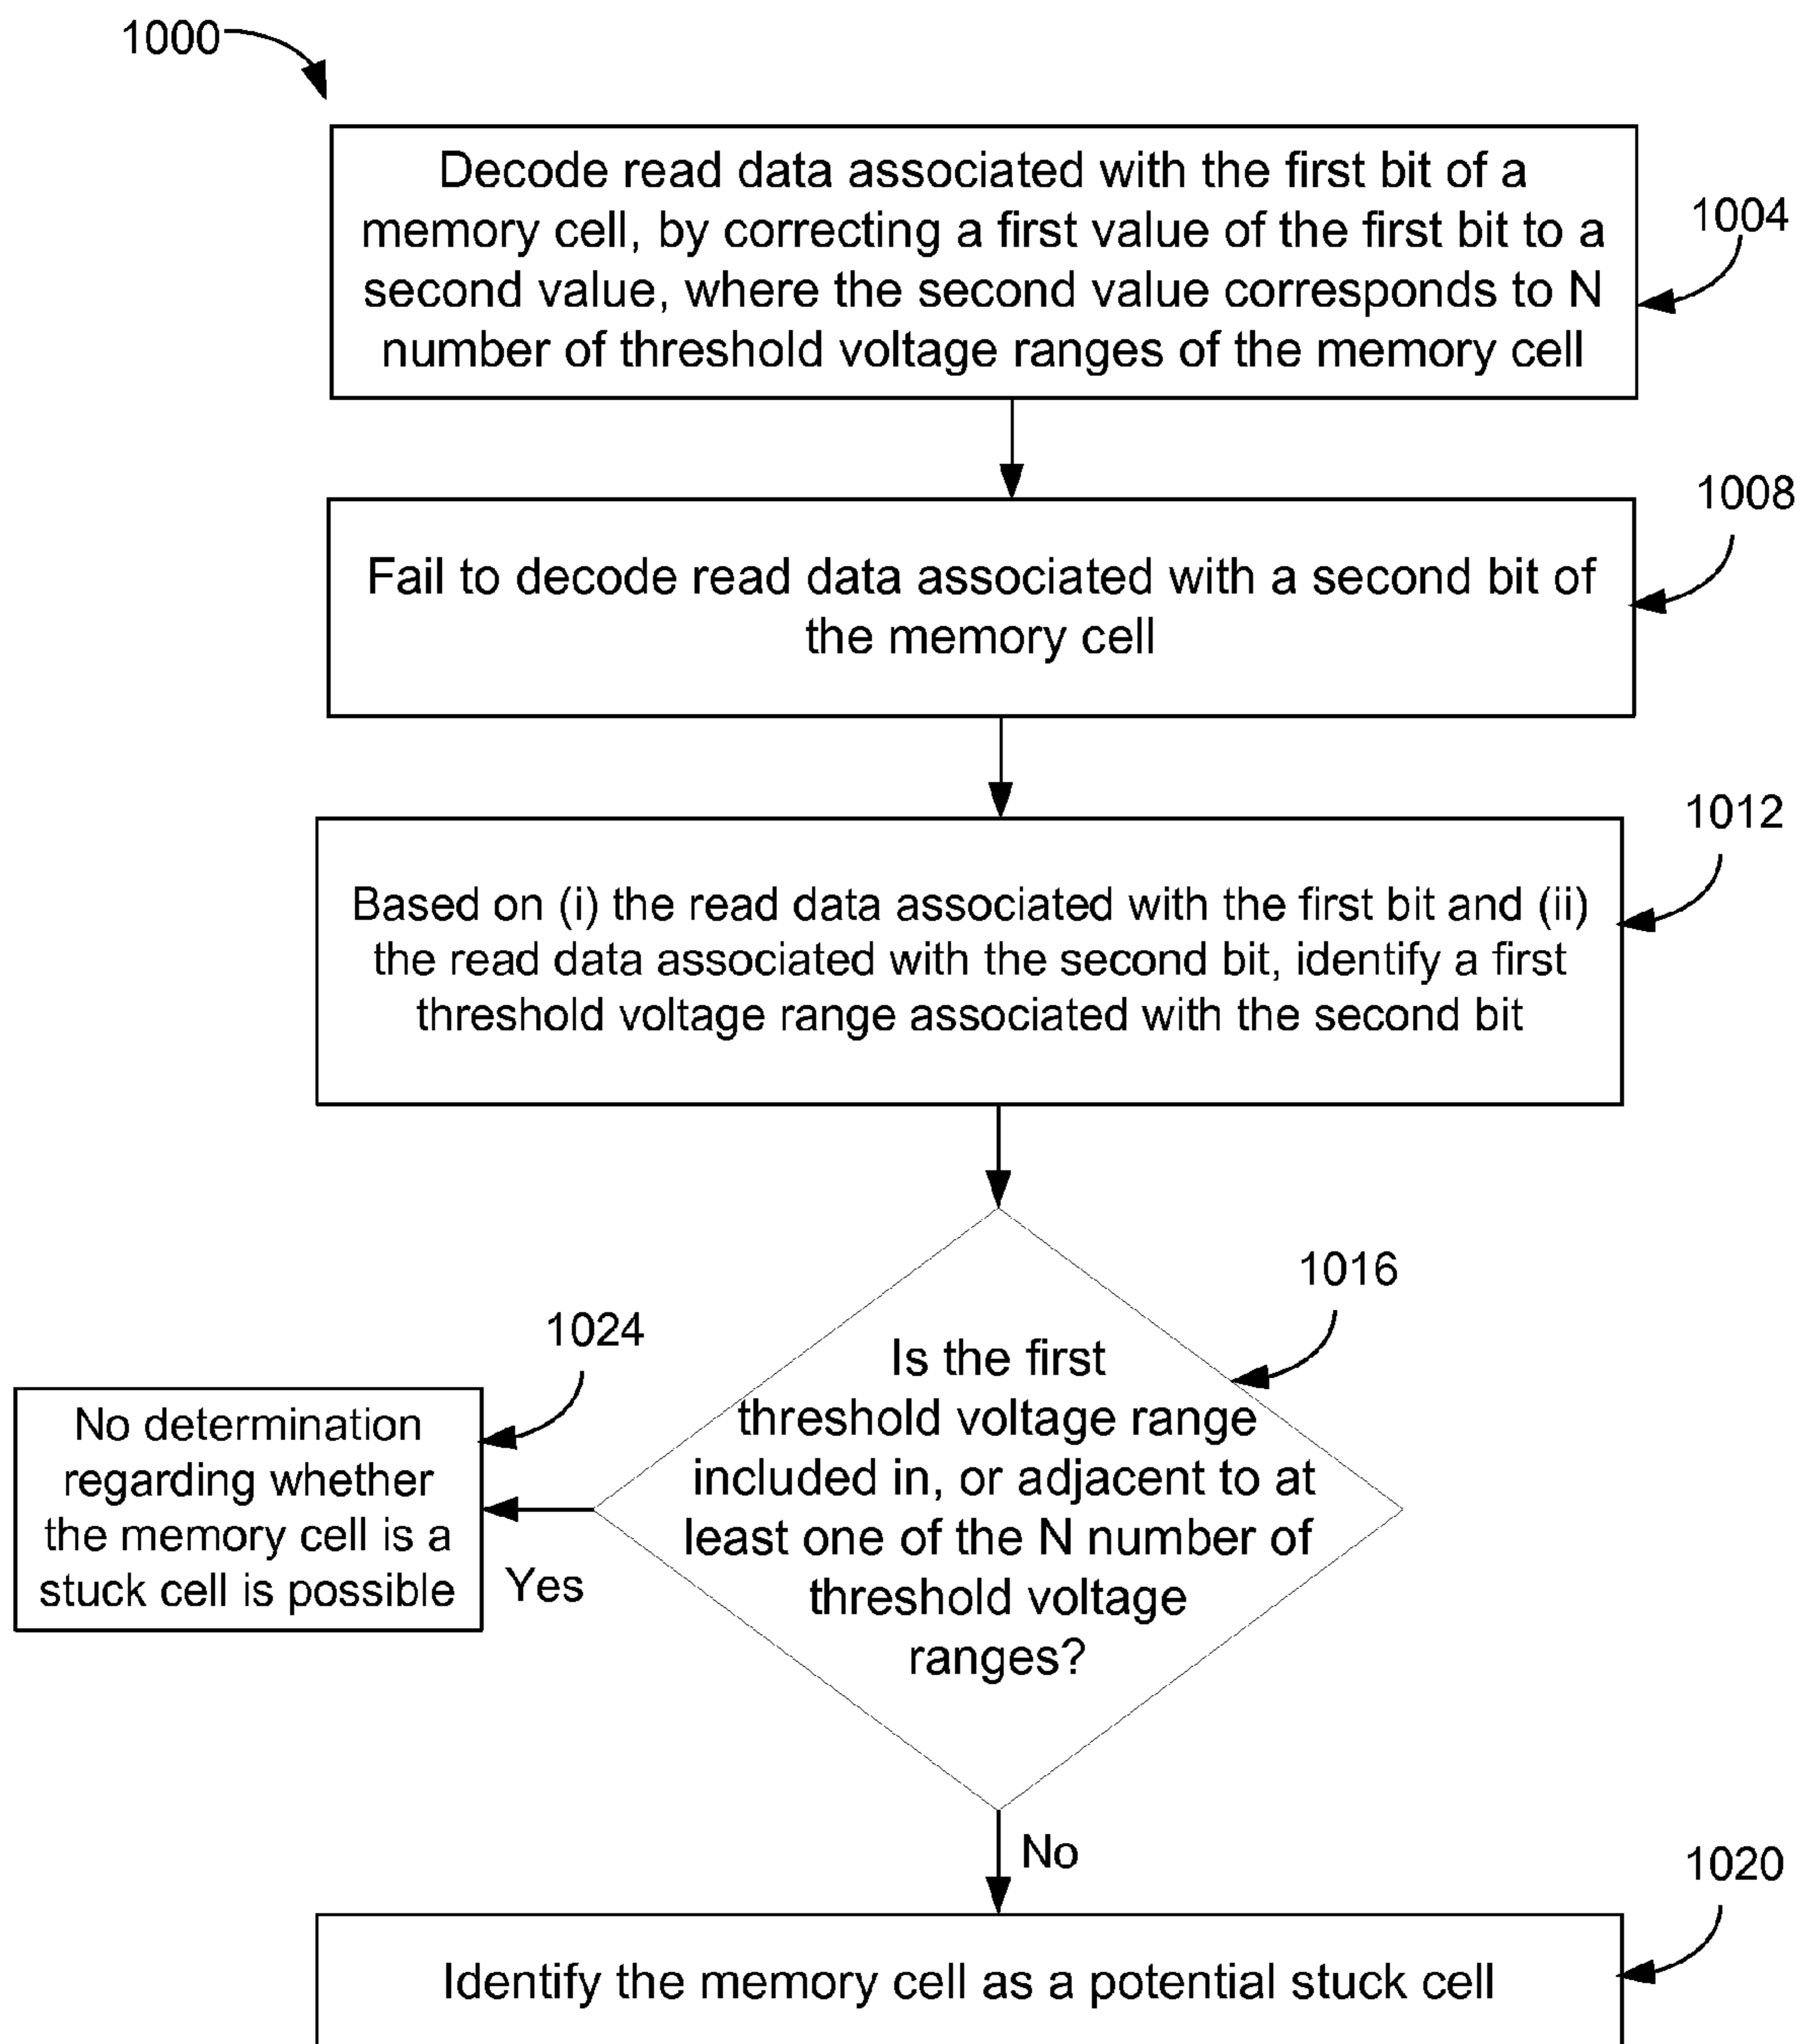 1000
Decode read data associated with the first bit of a
memory cell, by correcting a first value of the first bit to a
second value, where the second value corresponds to N
number of threshold voltage ranges of the memory cell
1004
Fail to decode read data associated with a second bit of
the memory cell
1008
Based on (i) the read data associated with the first bit and (ii)
the read data associated with the second bit, identify a first
threshold voltage range associated with the second bit
1012
Is the first
threshold voltage range
included in, or adjacent to at
least one of the N number of
threshold voltage
ranges?
1016
1024
No determination
regarding whether
the memory cell is a
stuck cell is possible
Yes
No
Identify the memory cell as a potential stuck cell
1020